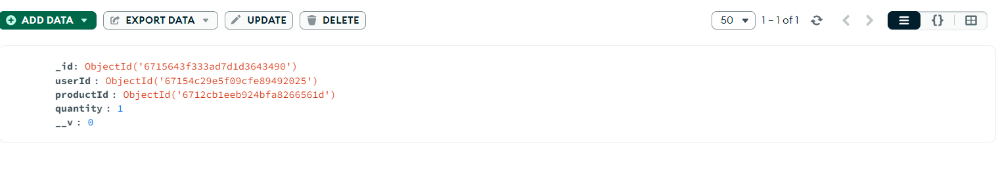 ADD DATA EXPORT DATA UPDATE DELETE 50 1 – 1 of 1 {}
_id: ObjectId('6715643f333ad7d1d3643490')
userId : ObjectId('67154c29e5f09cfe89492025')
productId : ObjectId('6712cb1eeb924bfa8266561d')
quantity : 1
__v : 0